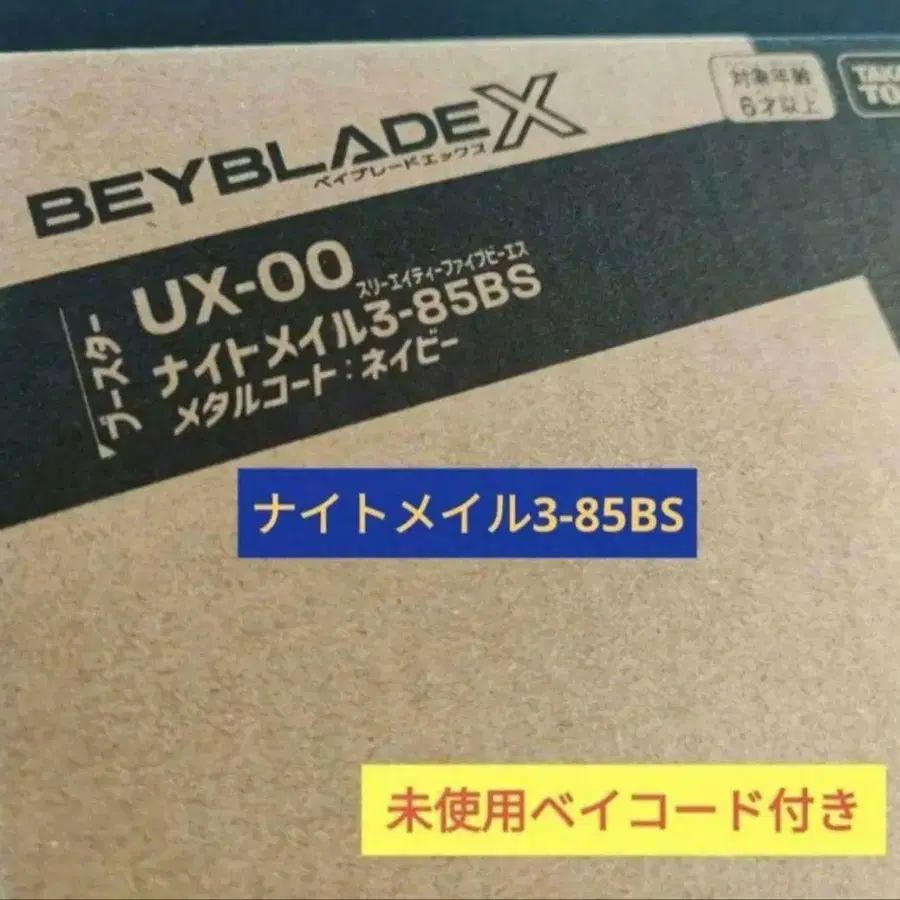 BEYBLADE X
ベイブレードエックス
対象年齢
6才以上
ブースター
UX-00
スリーエイティーファイブビーエス
ナイトメイル3-85BS
メタルコート：ネイビー
ナイトメイル3-85BS
未使用ベイコード付き